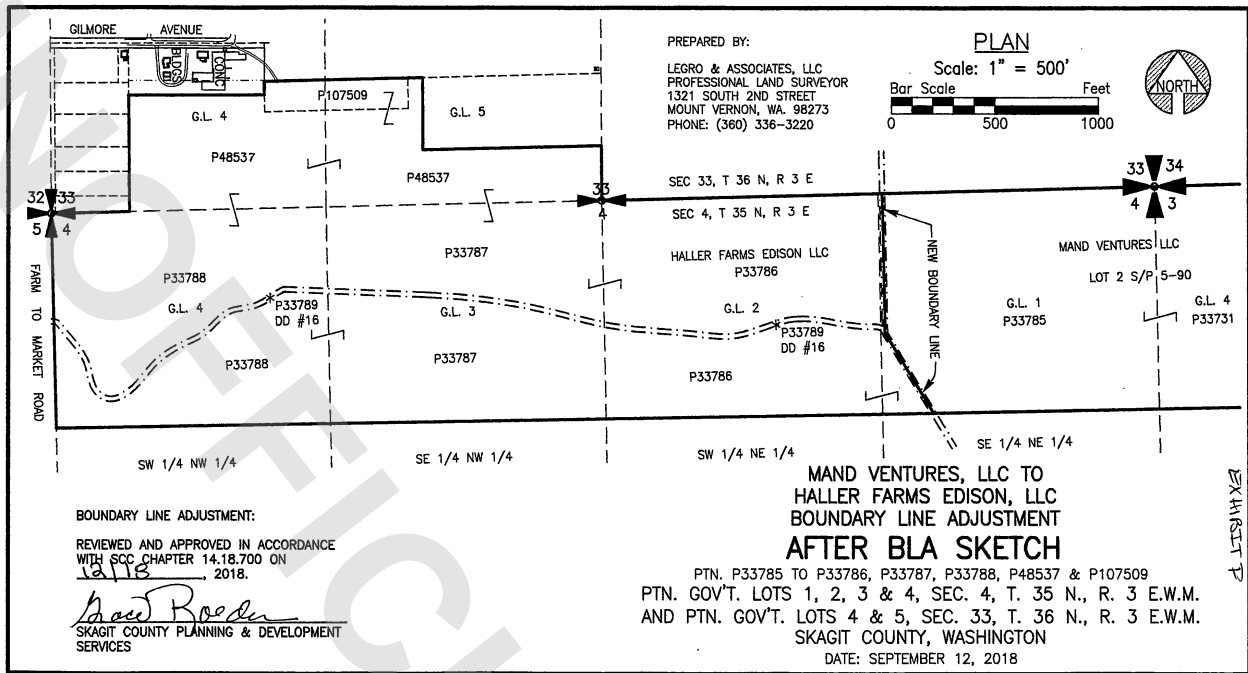 GILMORE AVENUE
BLDGS
CONC
P107509
G.L. 4
G.L. 5
P48537
P48537
32 33
5 4
33
4
PREPARED BY:
LEGRO & ASSOCIATES, LLC
PROFESSIONAL LAND SURVEYOR
1321 SOUTH 2ND STREET
MOUNT VERNON, WA. 98273
PHONE: (360) 336-3220
PLAN
Scale: 1" = 500'
Bar Scale Feet
0 500 1000
NORTH
SEC 33, T 36 N, R 3 E
SEC 4, T 35 N, R 3 E
33 34
4 3
FARM TO MARKET ROAD
P33788
G.L. 4
P33789
DD #16
P33788
P33787
G.L. 3
P33787
HALLER FARMS EDISON LLC
P33786
G.L. 2
P33789
DD #16
P33786
NEW BOUNDARY LINE
MAND VENTURES LLC
LOT 2 S/P 5-90
G.L. 1
P33785
G.L. 4
P33731
SW 1/4 NW 1/4
SE 1/4 NW 1/4
SW 1/4 NE 1/4
SE 1/4 NE 1/4
BOUNDARY LINE ADJUSTMENT:
REVIEWED AND APPROVED IN ACCORDANCE
WITH SCC CHAPTER 14.18.700 ON
12/18, 2018.
Grace Roeder
SKAGIT COUNTY PLANNING & DEVELOPMENT
SERVICES
MAND VENTURES, LLC TO
HALLER FARMS EDISON, LLC
BOUNDARY LINE ADJUSTMENT
AFTER BLA SKETCH
PTN. P33785 TO P33786, P33787, P33788, P48537 & P107509
PTN. GOV'T. LOTS 1, 2, 3 & 4, SEC. 4, T. 35 N., R. 3 E.W.M.
AND PTN. GOV'T. LOTS 4 & 5, SEC. 33, T. 36 N., R. 3 E.W.M.
SKAGIT COUNTY, WASHINGTON
DATE: SEPTEMBER 12, 2018
EXHIBIT D
UNOFFICI